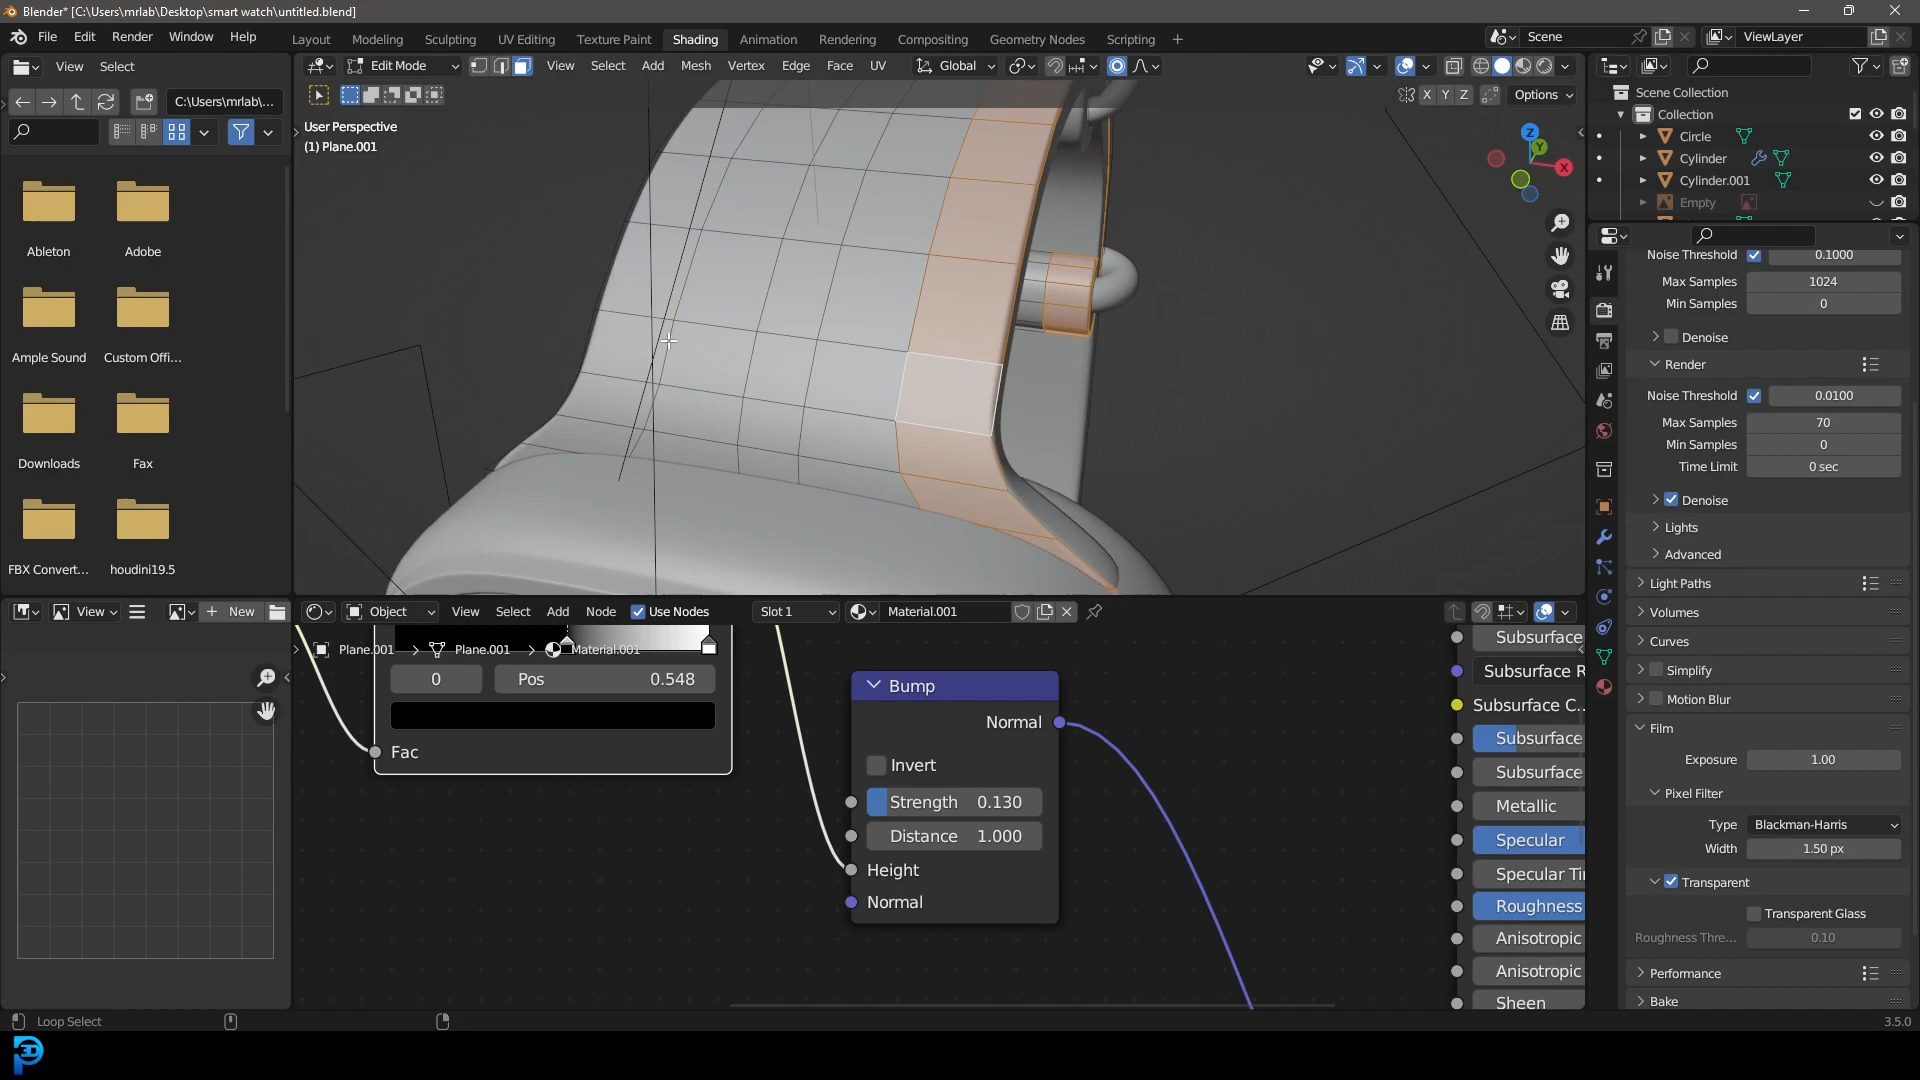 Blender* [C:\Users\mrlab\Desktop\smart watch\untitled.blend]
File Edit Render Window Help
Layout Modeling Sculpting UV Editing Texture Paint Shading Animation Rendering Compositing Geometry Nodes Scripting +
Scene ViewLayer
View Select
Edit Mode View Select Add Mesh Vertex Edge Face UV Global
C:\Users\mrlab\...
X Y Z Options
User Perspective
(1) Plane.001
Z Y X
Scene Collection
Collection
Circle
Cylinder
Cylinder.001
Empty
Ableton Adobe
Ample Sound Custom Offi...
Downloads Fax
FBX Convert... houdini19.5
Noise Threshold 0.1000
Max Samples 1024
Min Samples 0
Denoise
Render
Noise Threshold 0.0100
Max Samples 70
Min Samples 0
Time Limit 0 sec
Denoise
Lights
Advanced
Light Paths
Volumes
Curves
Simplify
Motion Blur
Film
Exposure 1.00
Pixel Filter
Type Blackman-Harris
Width 1.50 px
Transparent
Transparent Glass
Roughness Thre... 0.10
Performance
Bake
View New
Object View Select Add Node Use Nodes Slot 1 Material.001
Plane.001 > Plane.001 > Material.001
0 Pos 0.548
Fac
Bump
Normal
Invert
Strength 0.130
Distance 1.000
Height
Normal
Subsurface
Subsurface R
Subsurface C..
Subsurface
Subsurface
Metallic
Specular
Specular Ti
Roughness
Anisotropic
Anisotropic
Sheen
Loop Select
3.5.0